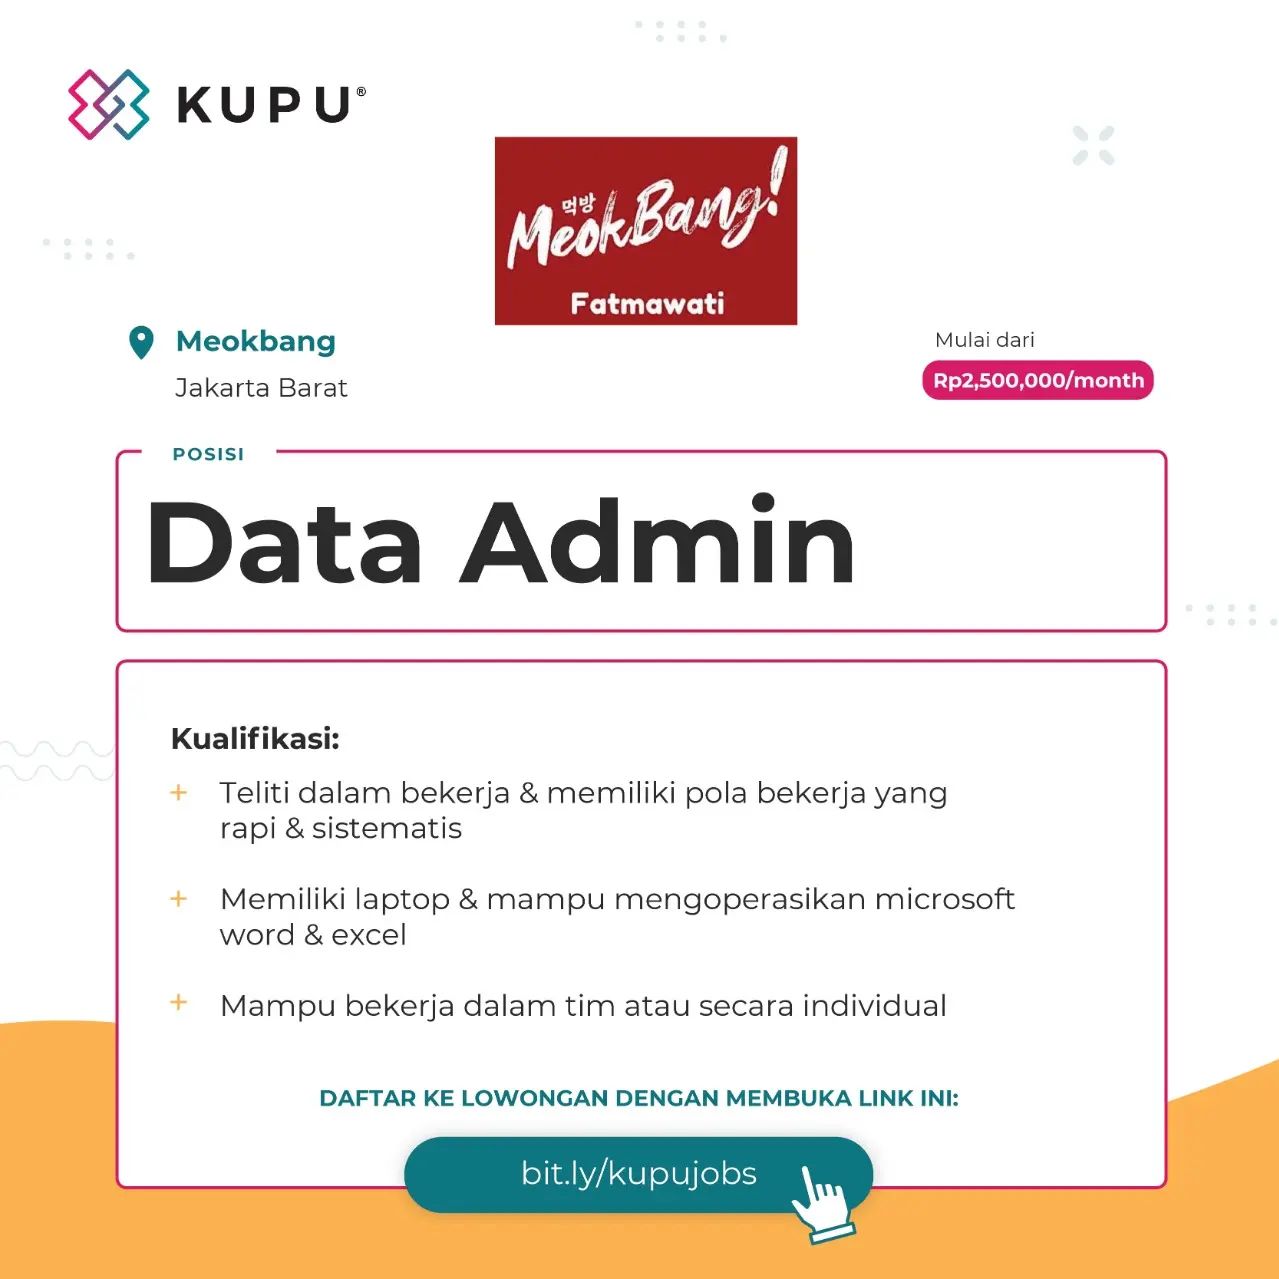 KUPU®
먹방
MeokBang!
Fatmawati
Meokbang
Jakarta Barat
Mulai dari
Rp2,500,000/month
POSISI
Data Admin
Kualifikasi:
+ Teliti dalam bekerja & memiliki pola bekerja yang
rapi & sistematis
+ Memiliki laptop & mampu mengoperasikan microsoft
word & excel
+ Mampu bekerja dalam tim atau secara individual
DAFTAR KE LOWONGAN DENGAN MEMBUKA LINK INI:
bit.ly/kupujobs